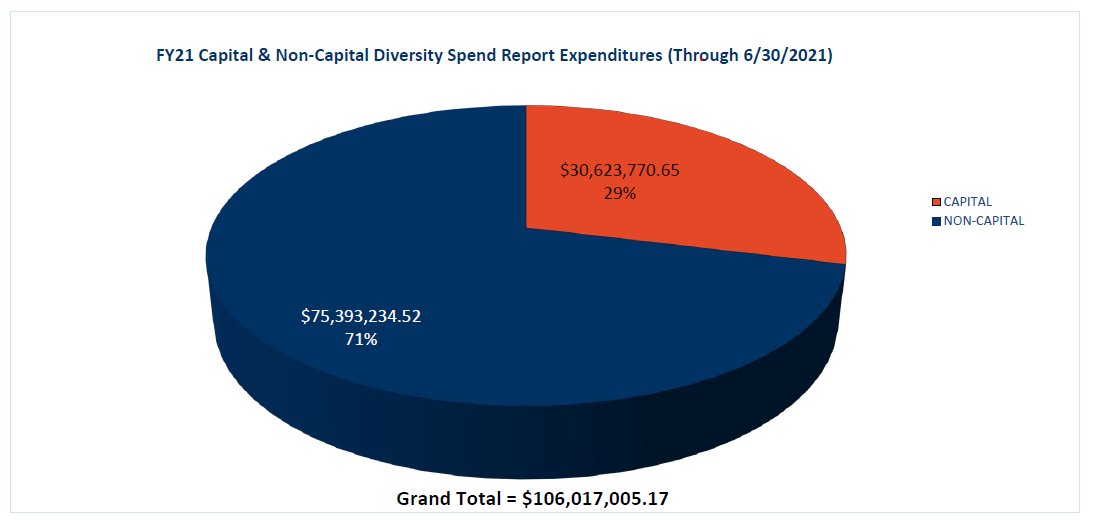 FY21 Capital & Non-Capital Diversity Spend Report Expenditures (Through 6/30/2021)
$30,623,770.65
29%
CAPITAL
NON-CAPITAL
$75,393,234.52
71%
Grand Total = $106,017,005.17